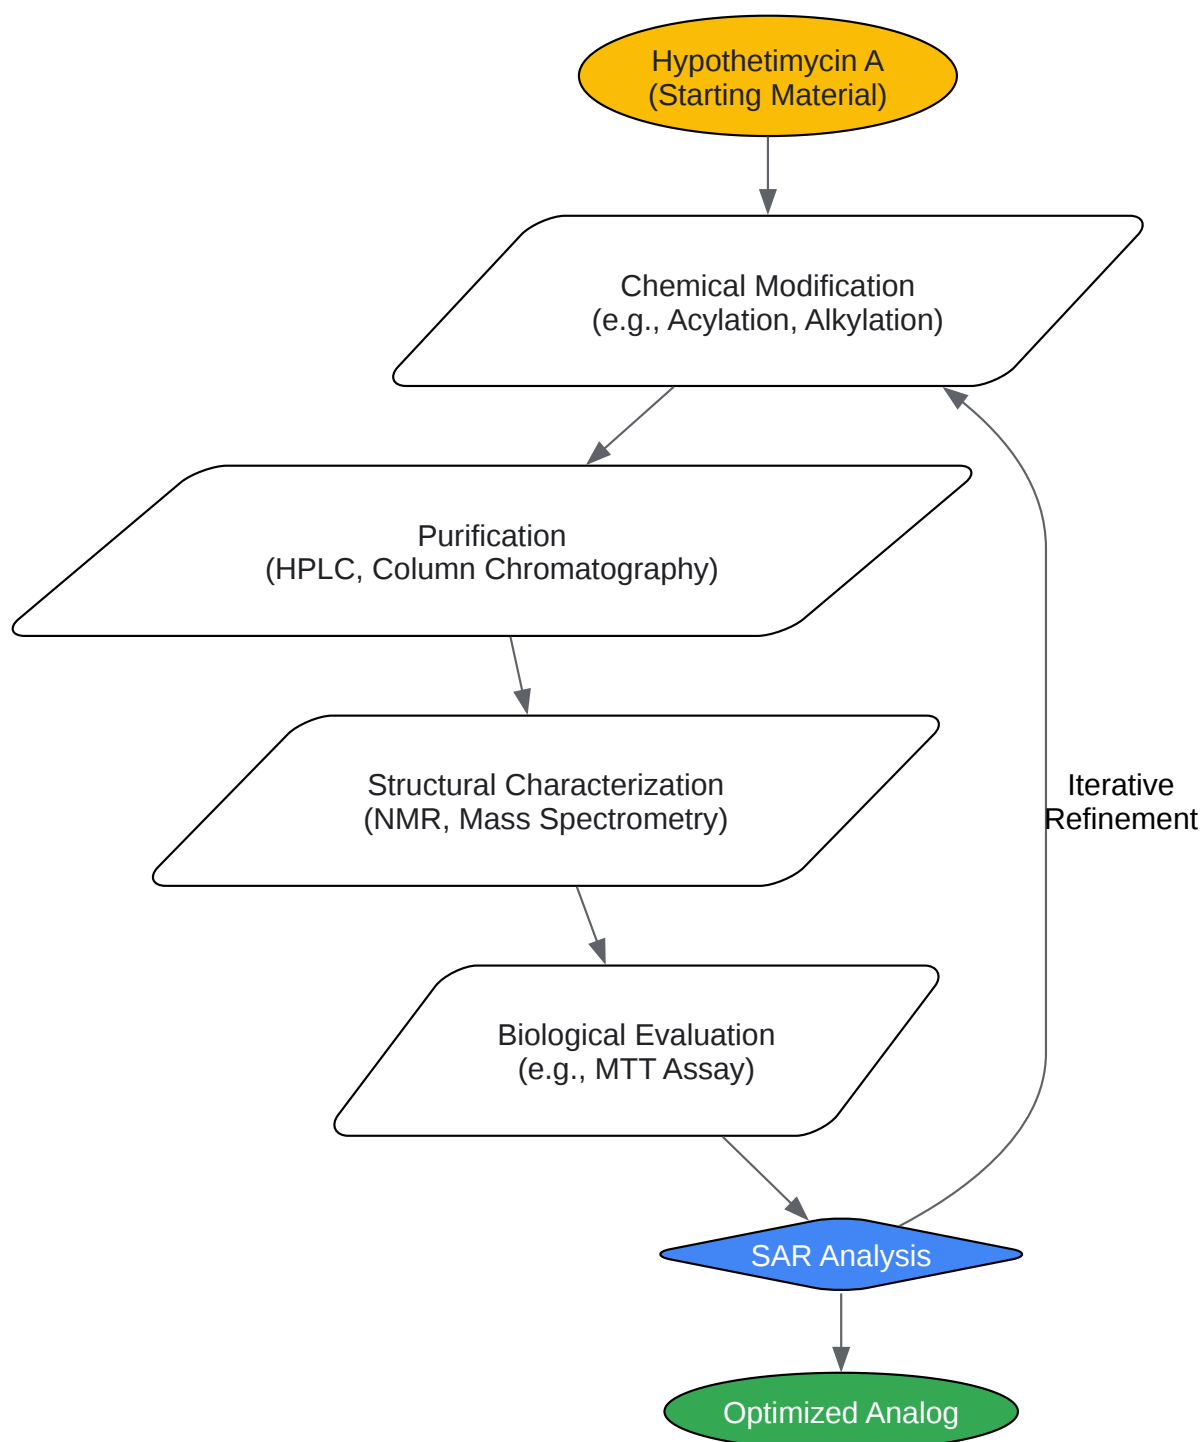 Hypothetimycin A
(Starting Material)
Chemical Modification
(e.g., Acylation, Alkylation)
Purification
(HPLC, Column Chromatography)
Structural Characterization
(NMR, Mass Spectrometry)
Iterative
Refinement
Biological Evaluation
(e.g., MTT Assay)
SAR Analysis
Optimized Analog